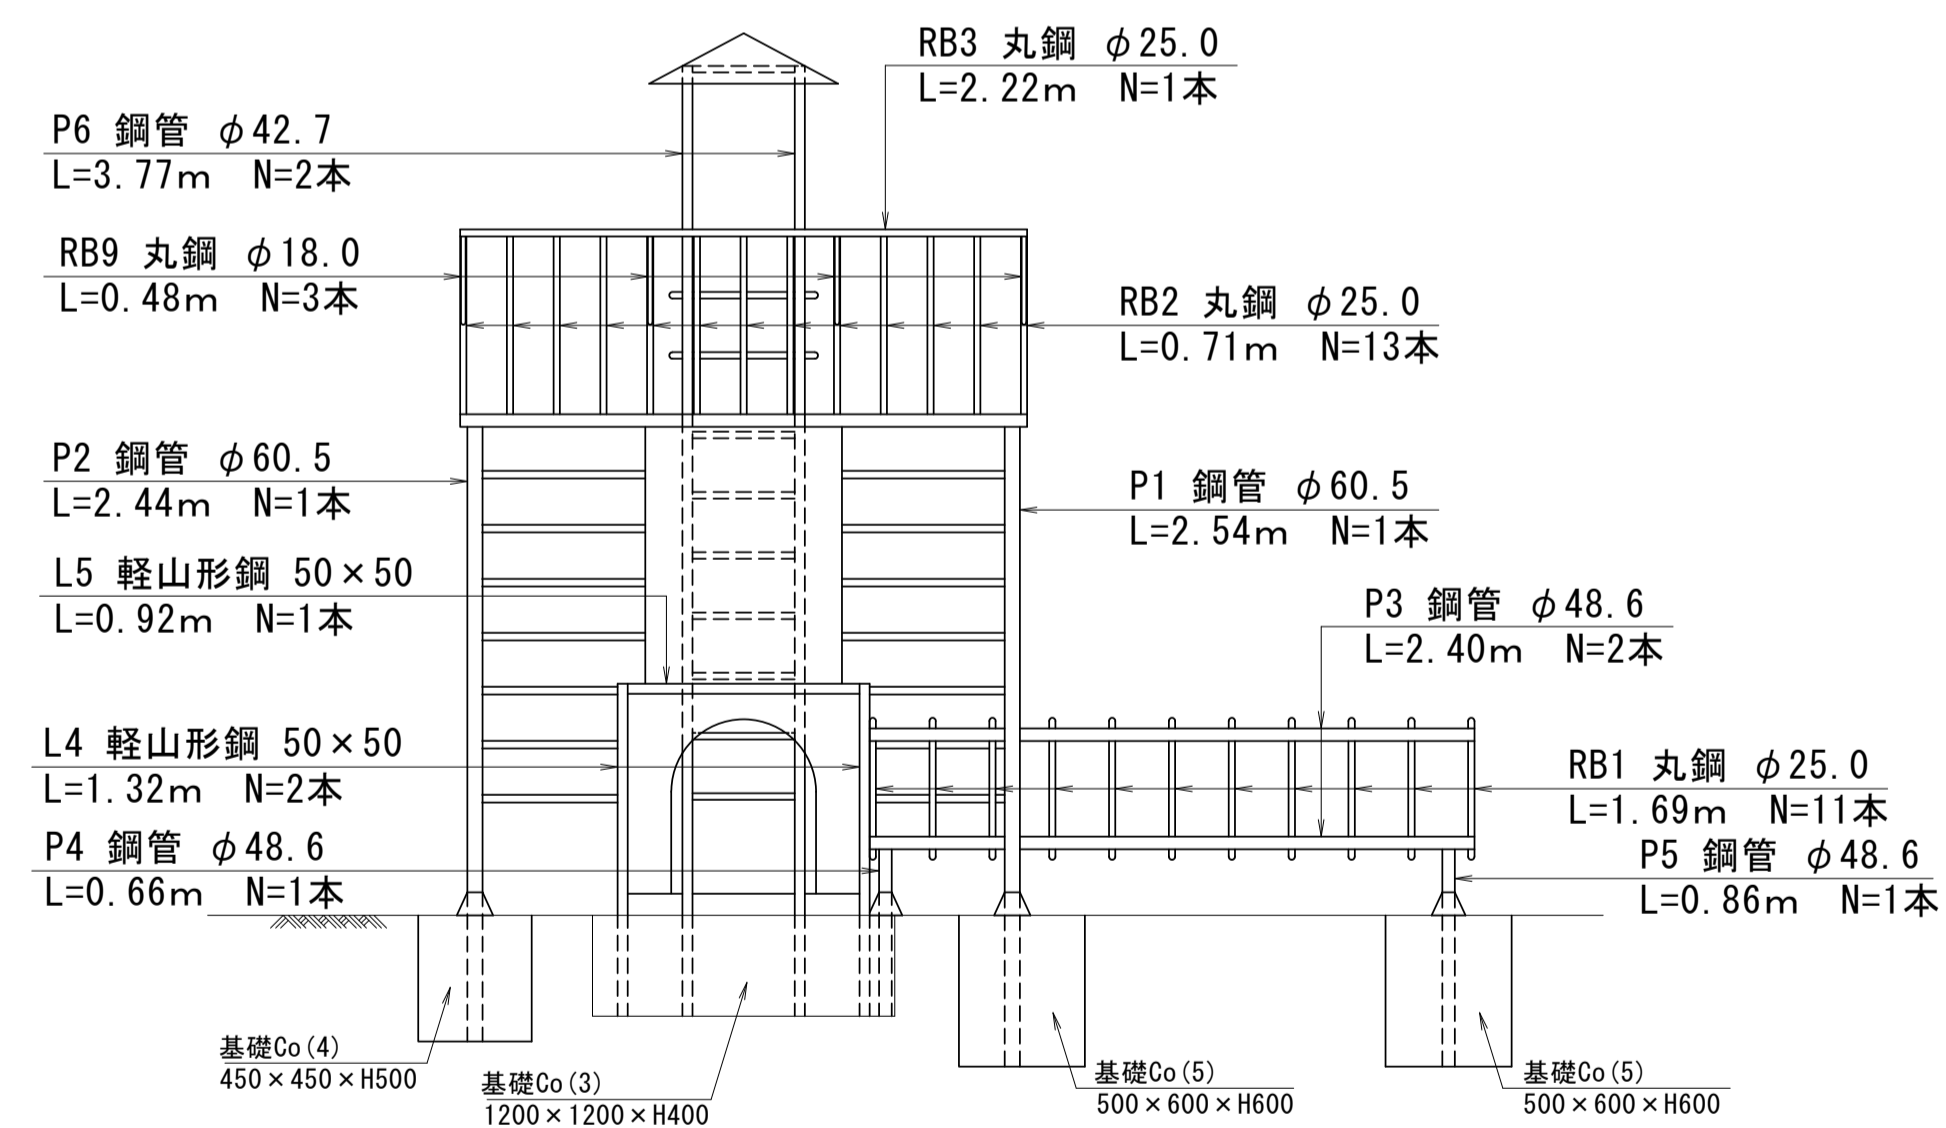 RB3 丸鋼 φ25.0
L=2.22m N=1本
P6 鋼管 φ42.7
L=3.77m N=2本
RB9 丸鋼 φ18.0
L=0.48m N=3本
RB2 丸鋼 φ25.0
L=0.71m N=13本
P2 鋼管 φ60.5
L=2.44m N=1本
P1 鋼管 φ60.5
L=2.54m N=1本
L5 軽山形鋼 50×50
L=0.92m N=1本
P3 鋼管 φ48.6
L=2.40m N=2本
L4 軽山形鋼 50×50
L=1.32m N=2本
RB1 丸鋼 φ25.0
L=1.69m N=11本
P4 鋼管 φ48.6
L=0.66m N=1本
P5 鋼管 φ48.6
L=0.86m N=1本
基礎Co(4)
450×450×H500
基礎Co(3)
1200×1200×H400
基礎Co(5)
500×600×H600
基礎Co(5)
500×600×H600